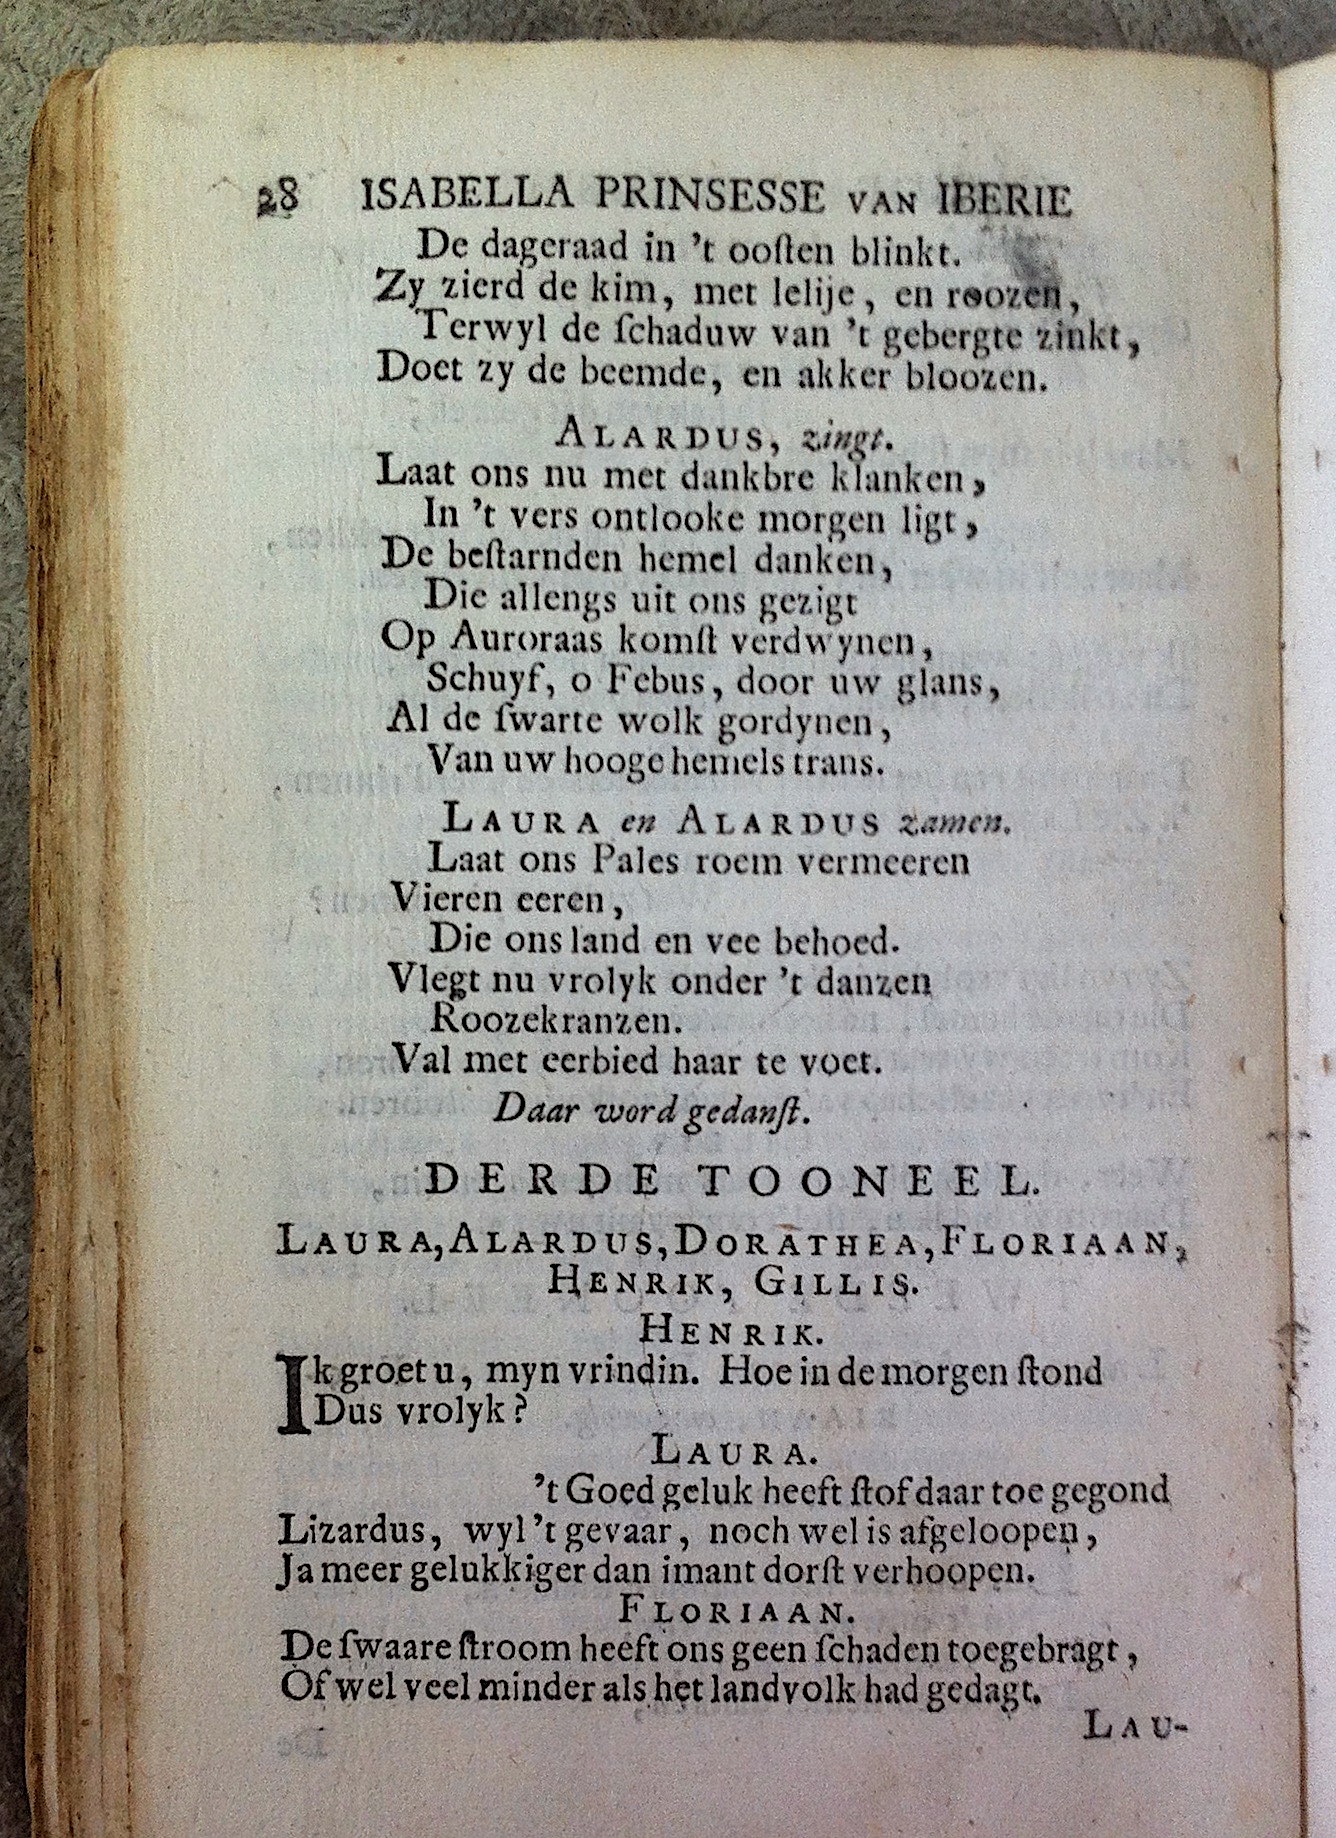 28 ISABELLA PRINSESSE VAN IBERIE
De dageraad in 't ooſten blinkt.
Zy zierd de kim, met lelije, en roozen,
Terwyl de ſchaduw van 't gebergte zinkt,
Doet zy de beemde, en akker bloozen.
ALARDUS, zingt.
Laat ons nu met dankbre klanken,
In 't vers ontlooke morgen ligt,
De beſtarnden hemel danken,
Die allengs uit ons gezigt
Op Auroraas komſt verdwynen,
Schuyf, o Febus, door uw glans,
Al de ſwarte wolk gordynen,
Van uw hooge hemels trans.
LAURA en ALARDUS zamen.
Laat ons Pales roem vermeeren
Vieren eeren,
Die ons land en vee behoed.
Vlegt nu vrolyk onder 't danzen
Roozekranzen.
Val met eerbied haar te voet.
Daar word gedanſt.
DERDE TOONEEL.
LAURA, ALARDUS, DORATHEA, FLORIAAN,
HENRIK, GILLIS.
HENRIK.
Ik groet u, myn vrindin. Hoe in de morgen ſtond
Dus vrolyk?
LAURA.
't Goed geluk heeft ſtof daar toe gegond
Lizardus, wyl 't gevaar, noch wel is afgeloopen,
Ja meer gelukkiger dan imant dorſt verhoopen.
FLORIAAN.
De ſwaare ſtroom heeft ons geen ſchaden toegebragt,
Of wel veel minder als het landvolk had gedagt.
LAU-